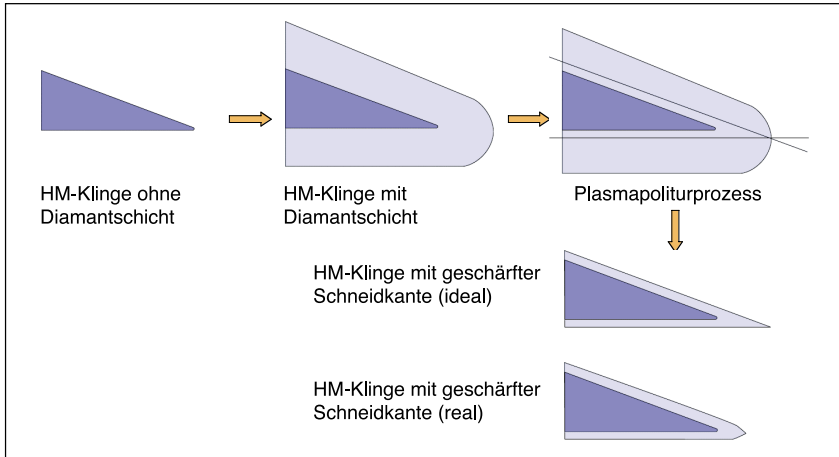 HM-Klinge ohne
Diamantschicht
HM-Klinge mit
Diamantschicht
Plasmapoliturprozess
HM-Klinge mit geschärfter
Schneidkante (ideal)
HM-Klinge mit geschärfter
Schneidkante (real)